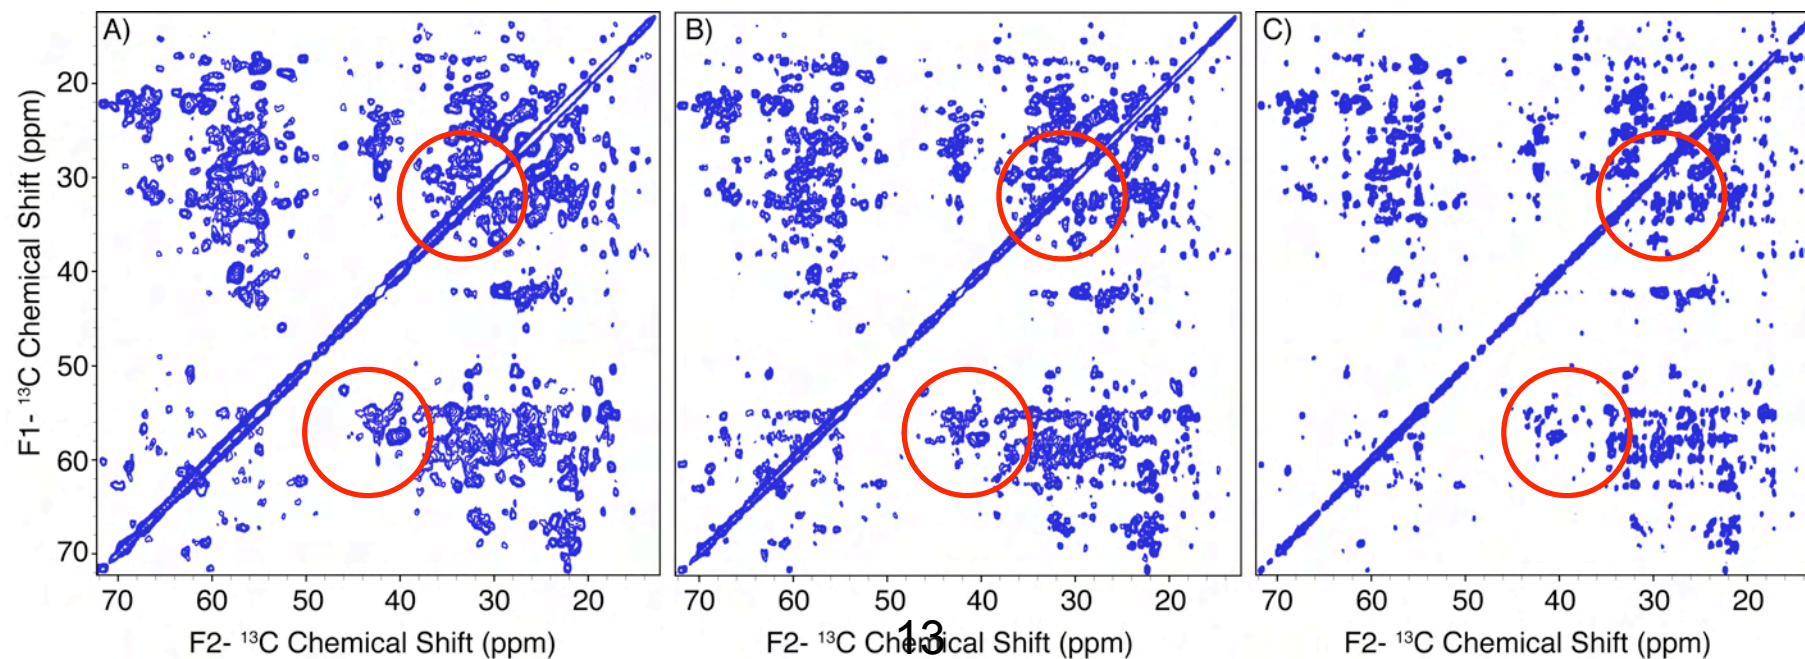 A)
B)
C)
F1- ¹³C Chemical Shift (ppm)
20
30
40
50
60
70
70 60 50 40 30 20
70 60 50 40 30 20
70 60 50 40 30 20
F2- ¹³C Chemical Shift (ppm)
F2- ¹³C Chemical Shift (ppm)
F2- ¹³C Chemical Shift (ppm)
13